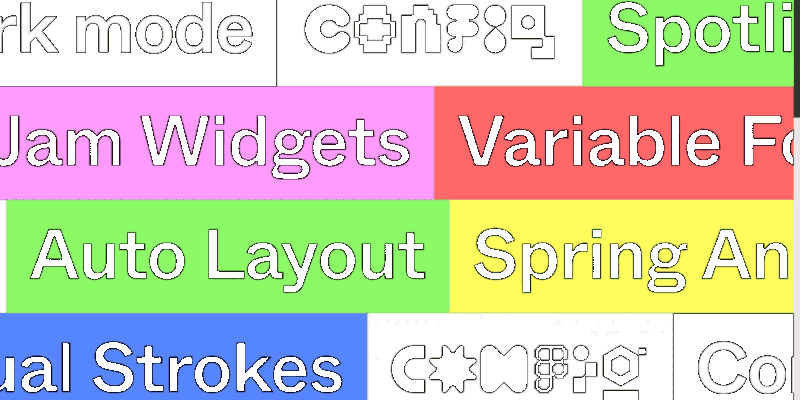 rk mode CONFIG Spotli
Jam Widgets Variable Fo
Auto Layout Spring An
ual Strokes CONFIG Co